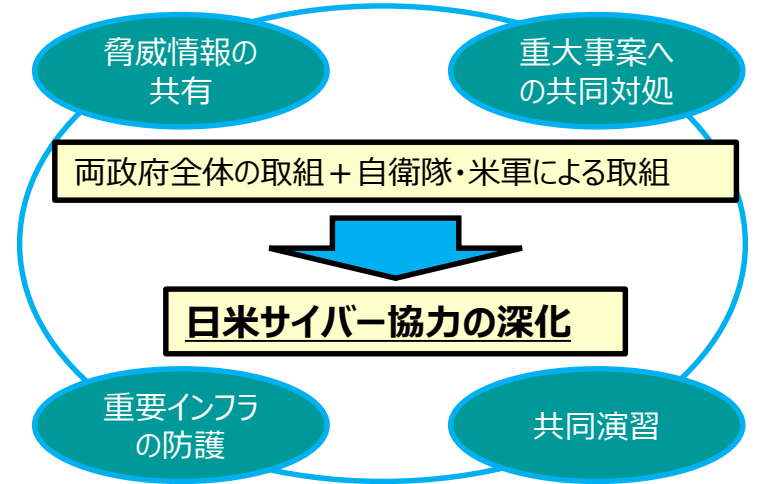 脅威情報の
共有
重大事案へ
の共同対処
両政府全体の取組＋自衛隊・米軍による取組
日米サイバー協力の深化
重要インフラ
の防護
共同演習